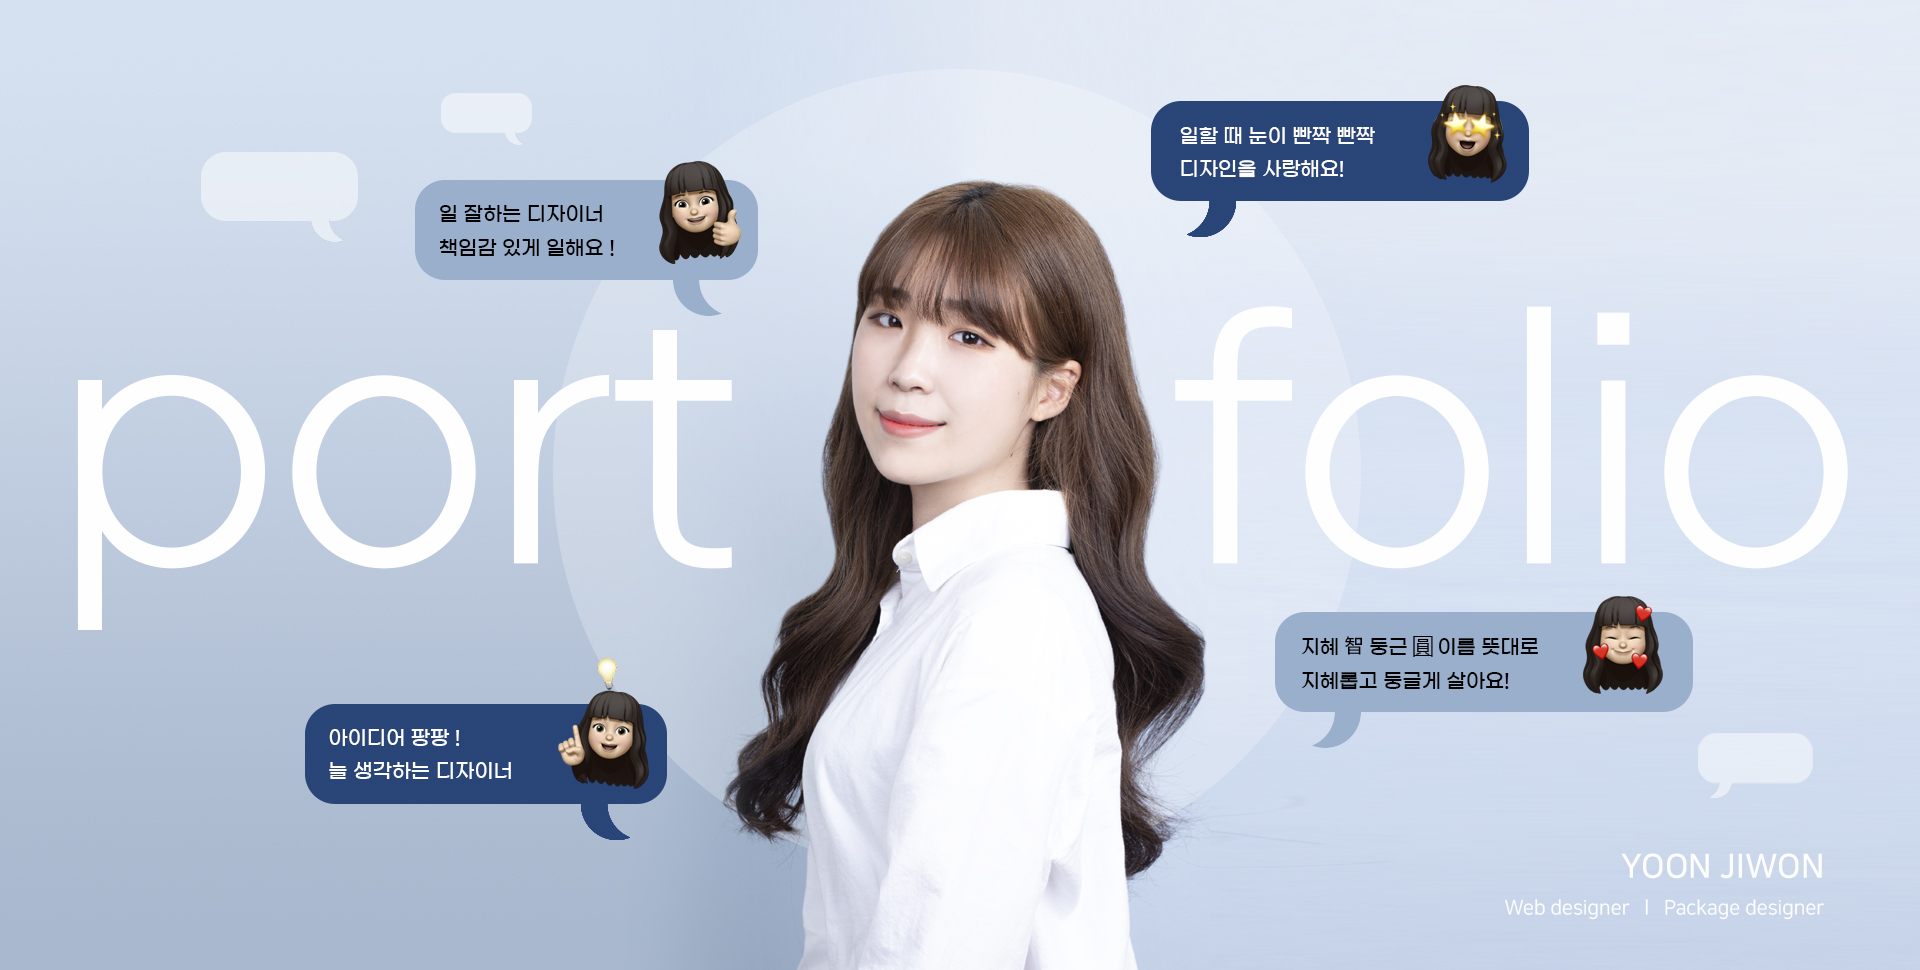 일할 때 눈이 빤짝 빤짝
디자인을 사랑해요!
일 잘하는 디자이너
책임감 있게 일해요 !
port folio
지혜 智 둥근 圓 이름 뜻대로
지혜롭고 둥글게 살아요!
아이디어 팡팡 !
늘 생각하는 디자이너
YOON JIWON
Web designer | Package designer